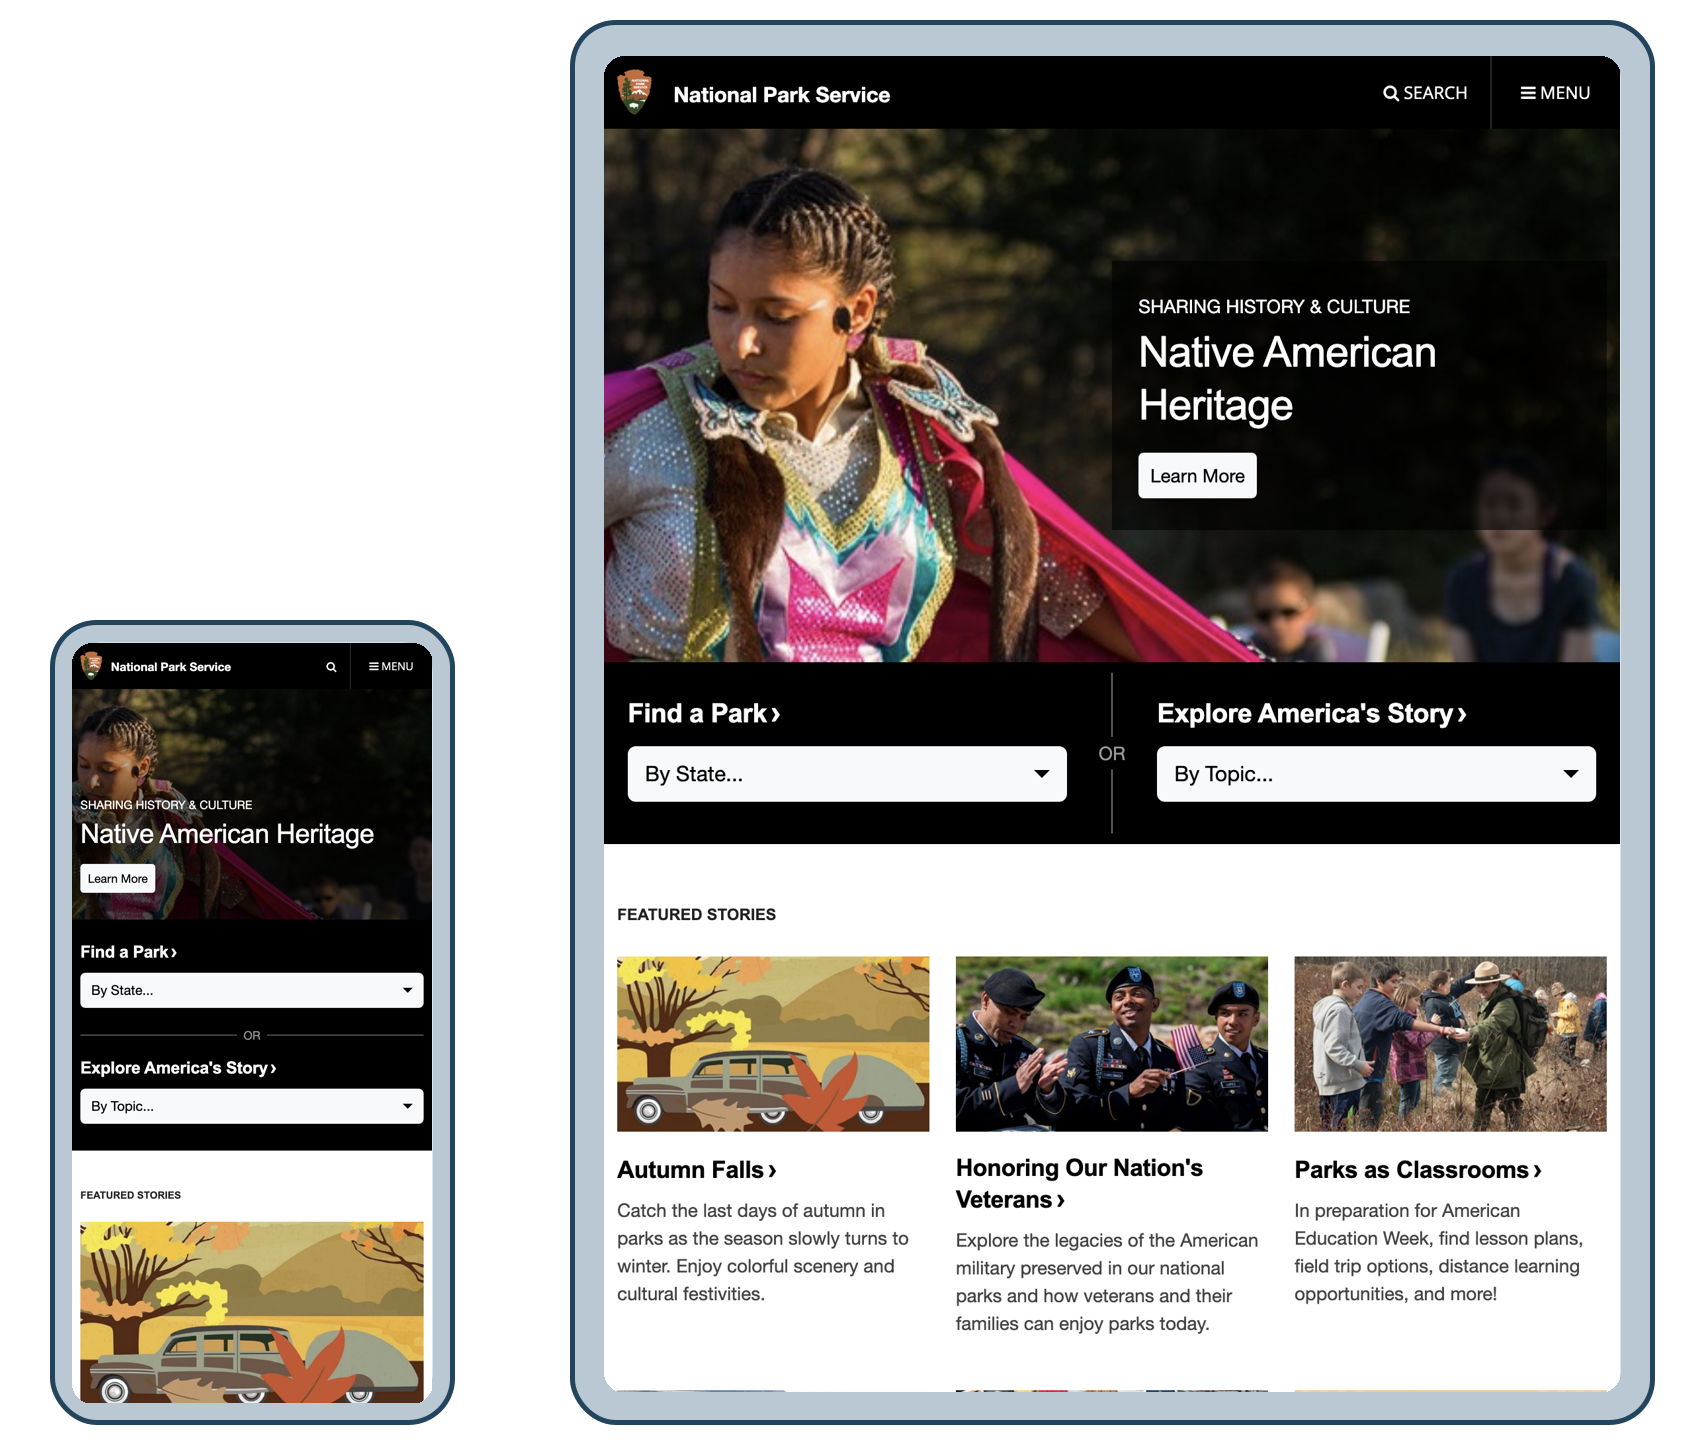 National Park Service
MENU
SHARING HISTORY & CULTURE
Native American Heritage
Learn More
Find a Park ›
By State...
OR
Explore America's Story ›
By Topic...
FEATURED STORIES
National Park Service
SEARCH
MENU
SHARING HISTORY & CULTURE
Native American
Heritage
Learn More
Find a Park ›
By State...
OR
Explore America's Story ›
By Topic...
FEATURED STORIES
Autumn Falls ›
Catch the last days of autumn in
parks as the season slowly turns to
winter. Enjoy colorful scenery and
cultural festivities.
Honoring Our Nation's
Veterans ›
Explore the legacies of the American
military preserved in our national
parks and how veterans and their
families can enjoy parks today.
Parks as Classrooms ›
In preparation for American
Education Week, find lesson plans,
field trip options, distance learning
opportunities, and more!